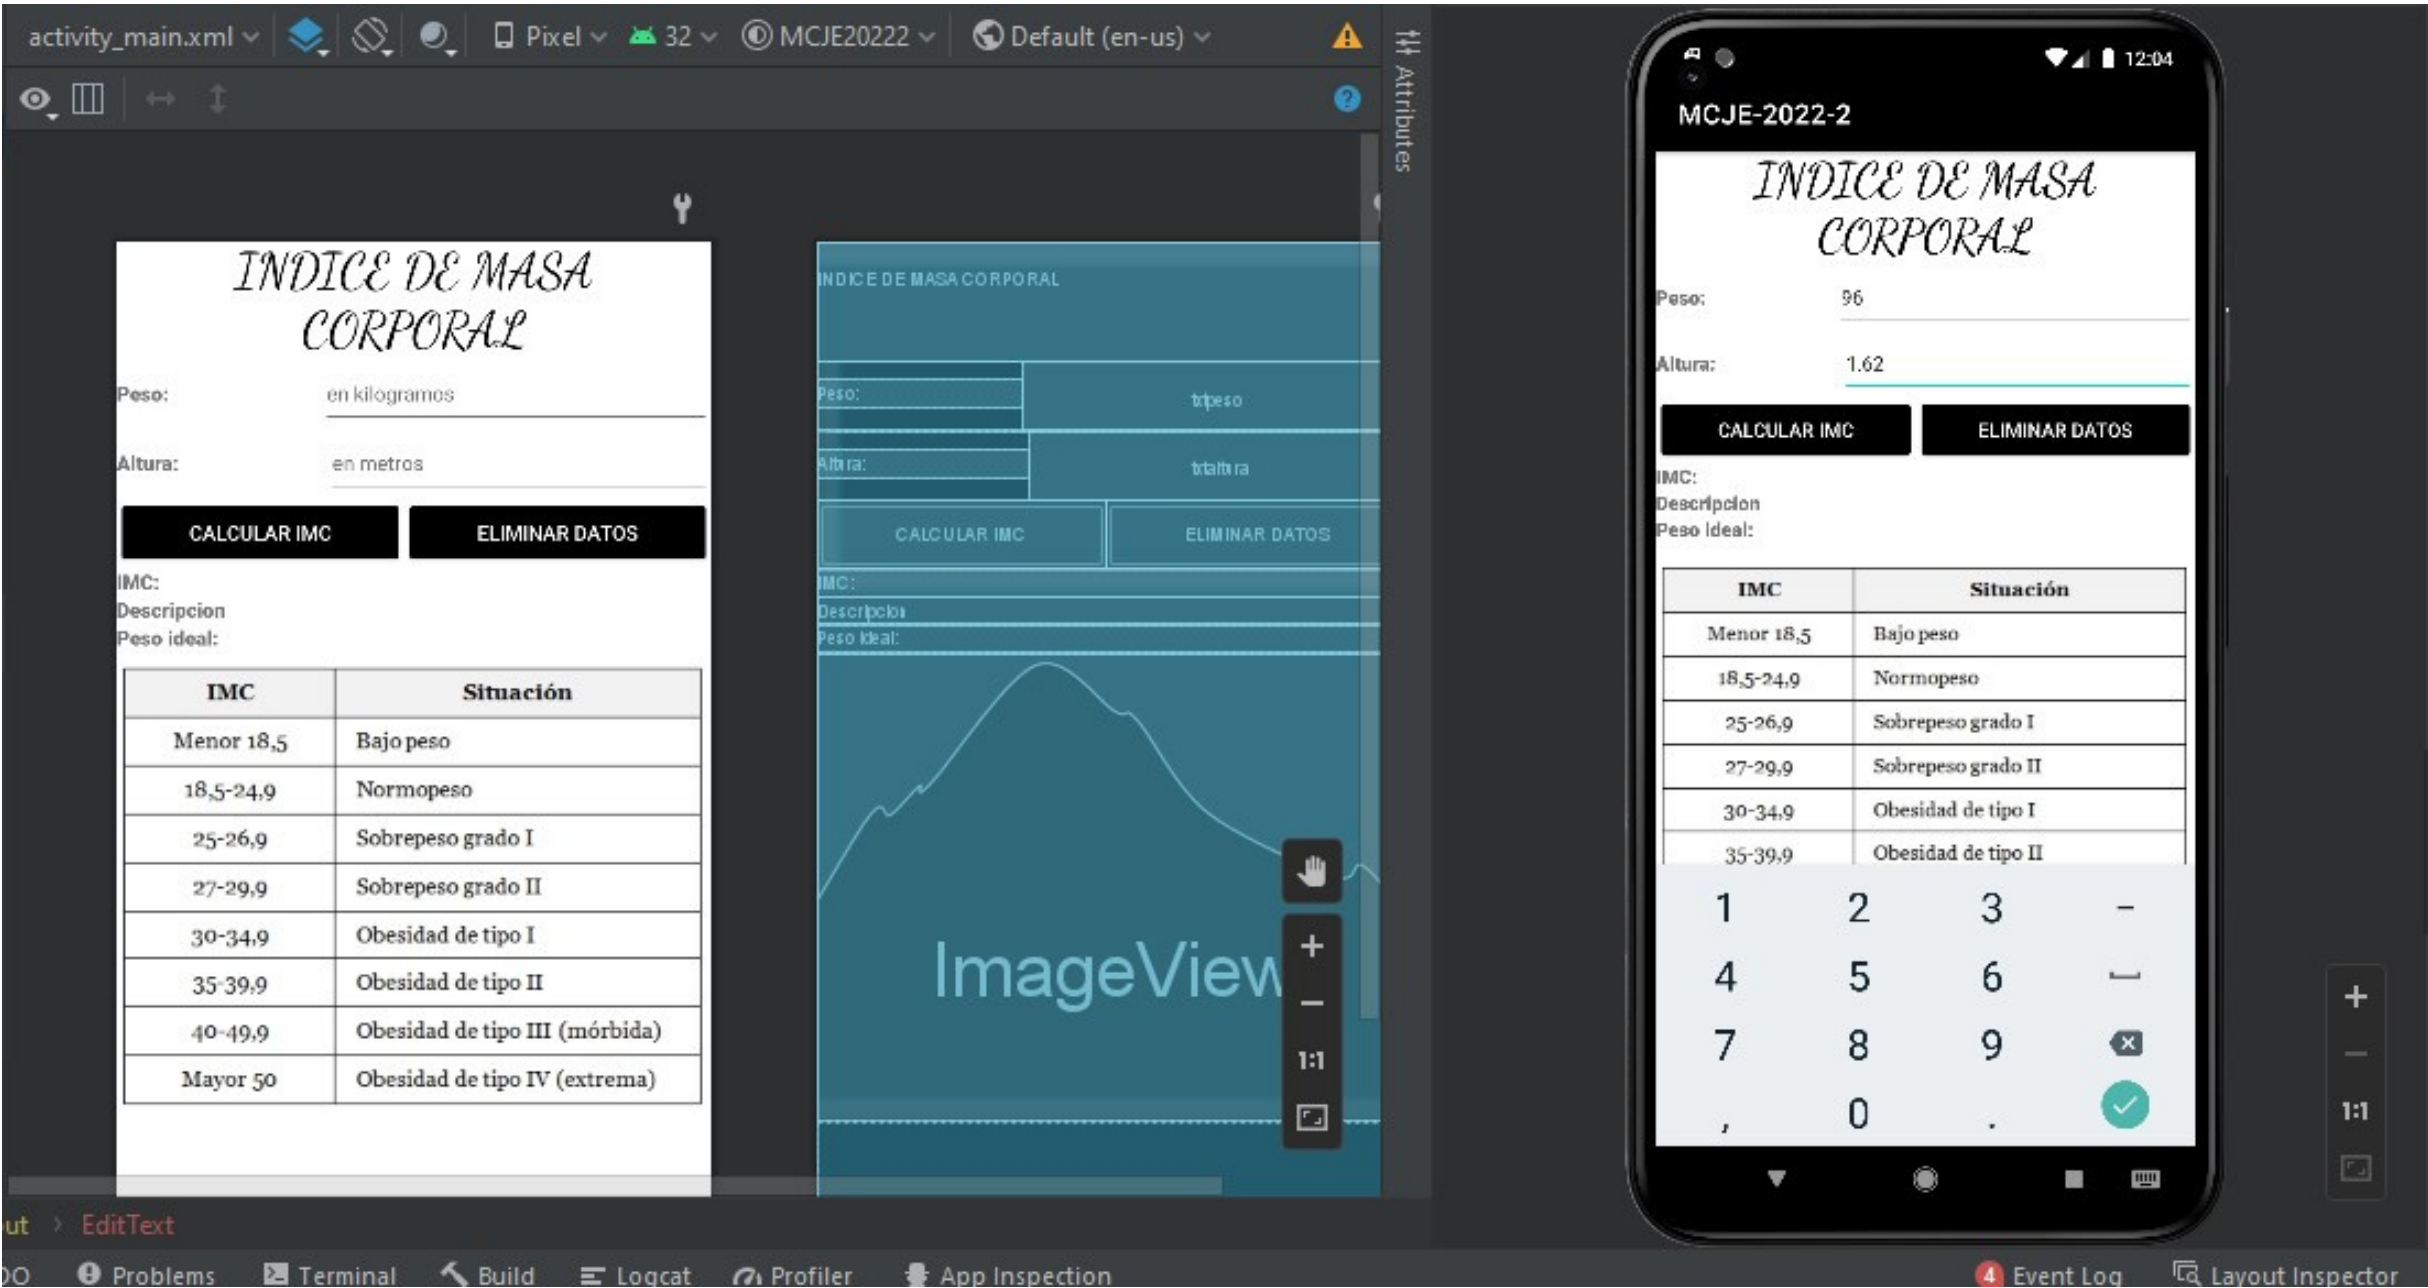 activity_main.xml Pixel 32 MCJE20222 Default (en-us)
Attributes
INDICE DE MASA
CORPORAL
Peso: en kilogramos
Altura: en metros
CALCULAR IMC ELIMINAR DATOS
IMC:
Descripcion
Peso ideal:
IMC Situación
Menor 18,5 Bajo peso
18,5-24,9 Normopeso
25-26,9 Sobrepeso grado I
27-29,9 Sobrepeso grado II
30-34,9 Obesidad de tipo I
35-39,9 Obesidad de tipo II
40-49,9 Obesidad de tipo III (mórbida)
Mayor 50 Obesidad de tipo IV (extrema)
INDICE DE MASA CORPORAL
Peso: txtpeso
Altura: txtaltura
CALCULAR IMC ELIMINAR DATOS
IMC:
Descripcion
Peso ideal:
ImageView
1:1
12:04
MCJE-2022-2
INDICE DE MASA
CORPORAL
Peso: 96
Altura: 1.62
CALCULAR IMC ELIMINAR DATOS
IMC:
Descripcion
Peso ideal:
IMC Situación
Menor 18,5 Bajo peso
18,5-24,9 Normopeso
25-26,9 Sobrepeso grado I
27-29,9 Sobrepeso grado II
30-34,9 Obesidad de tipo I
35-39,9 Obesidad de tipo II
1 2 3 -
4 5 6
7 8 9
, 0 .
1:1
ut > EditText
DO Problems Terminal Build Logcat Profiler App Inspection 4 Event Log Layout Inspector